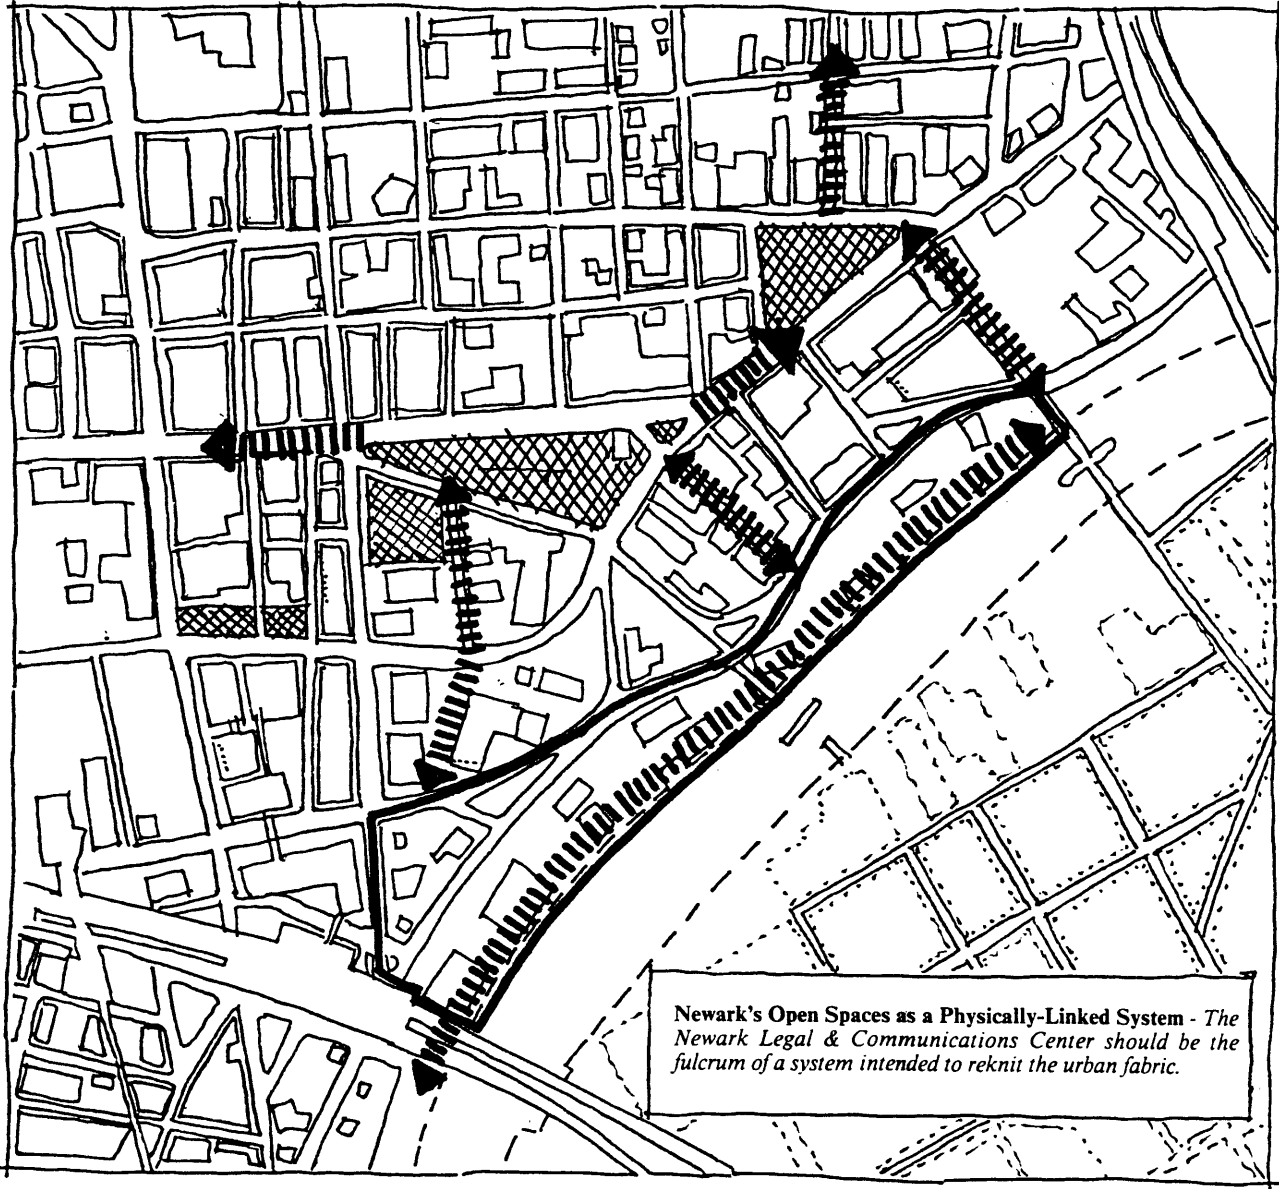 Newark's Open Spaces as a Physically-Linked System - The
Newark Legal & Communications Center should be the
fulcrum of a system intended to reknit the urban fabric.